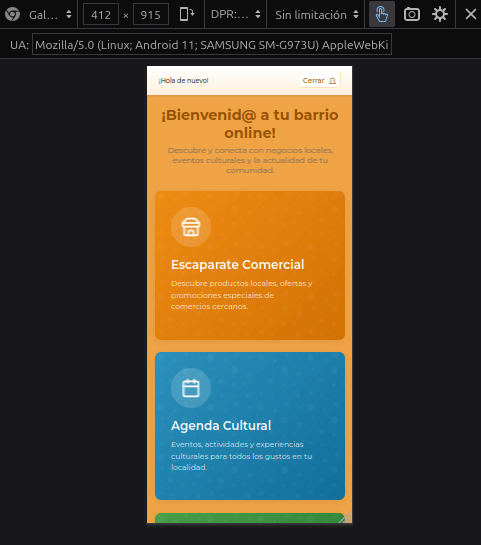 Gal... 412 × 915 DPR:... Sin limitación
UA: Mozilla/5.0 (Linux; Android 11; SAMSUNG SM-G973U) AppleWebKi
¡Hola de nuevo! Cerrar
¡Bienvenid@ a tu barrio
online!
Descubre y conecta con negocios locales,
eventos culturales y la actualidad de tu
comunidad.
Escaparate Comercial
Descubre productos locales, ofertas y
promociones especiales de
comercios cercanos.
Agenda Cultural
Eventos, actividades y experiencias
culturales para todos los gustos en tu
localidad.